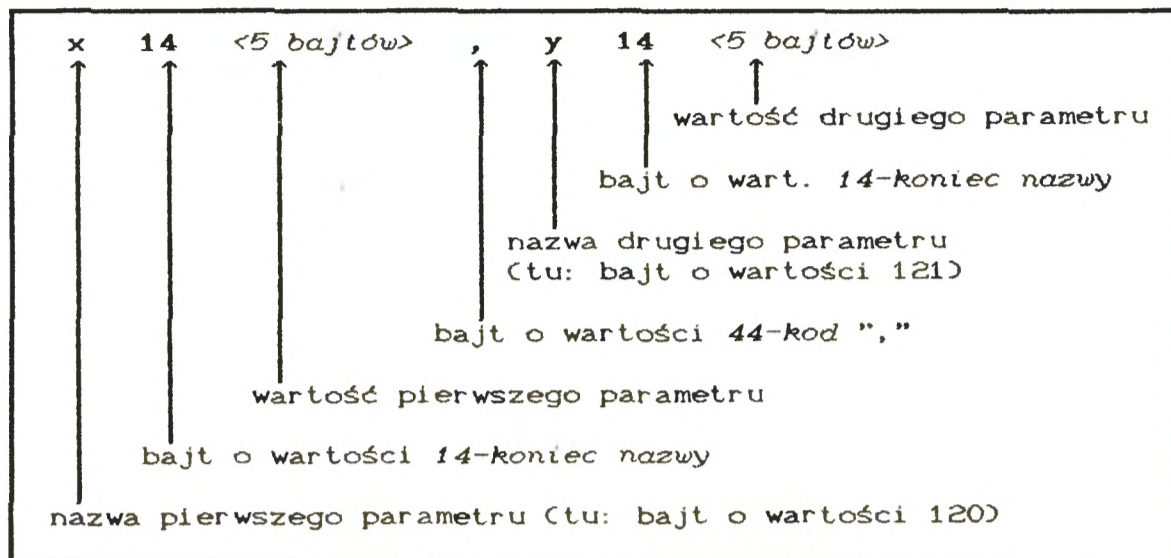 x 14 <5 bajtów> , y 14 <5 bajtów>
wartość drugiego parametru
bajt o wart. 14-koniec nazwy
nazwa drugiego parametru
(tu: bajt o wartości 121)
bajt o wartości 44-kod ","
wartość pierwszego parametru
bajt o wartości 14-koniec nazwy
nazwa pierwszego parametru (tu: bajt o wartości 120)